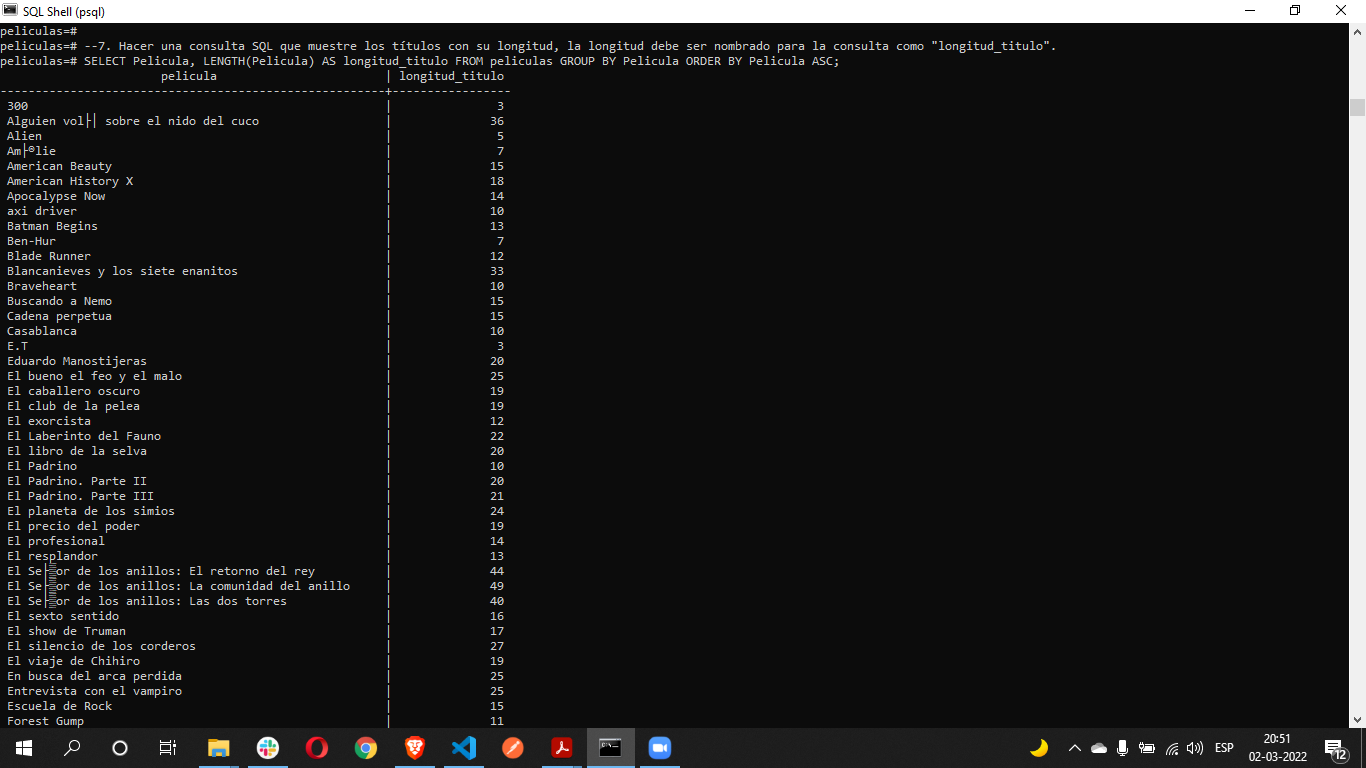 SQL Shell (psql)
peliculas=#
peliculas=# --7. Hacer una consulta SQL que muestre los títulos con su longitud, la longitud debe ser nombrado para la consulta como "longitud_titulo".
peliculas=# SELECT Pelicula, LENGTH(Pelicula) AS longitud_titulo FROM peliculas GROUP BY Pelicula ORDER BY Pelicula ASC;
pelicula | longitud_titulo
-------------------------------------------------------+-----------------
300 | 3
Alguien vol├│ sobre el nido del cuco | 36
Alien | 5
Am├®lie | 7
American Beauty | 15
American History X | 18
Apocalypse Now | 14
axi driver | 10
Batman Begins | 13
Ben-Hur | 7
Blade Runner | 12
Blancanieves y los siete enanitos | 33
Braveheart | 10
Buscando a Nemo | 15
Cadena perpetua | 15
Casablanca | 10
E.T | 3
Eduardo Manostijeras | 20
El bueno el feo y el malo | 25
El caballero oscuro | 19
El club de la pelea | 19
El exorcista | 12
El Laberinto del Fauno | 22
El libro de la selva | 20
El Padrino | 10
El Padrino. Parte II | 20
El Padrino. Parte III | 21
El planeta de los simios | 24
El precio del poder | 19
El profesional | 14
El resplandor | 13
El Se├▒or de los anillos: El retorno del rey | 44
El Se├▒or de los anillos: La comunidad del anillo | 49
El Se├▒or de los anillos: Las dos torres | 40
El sexto sentido | 16
El show de Truman | 17
El silencio de los corderos | 27
El viaje de Chihiro | 19
En busca del arca perdida | 25
Entrevista con el vampiro | 25
Escuela de Rock | 15
Forest Gump | 11
ESP
20:51
02-03-2022
12